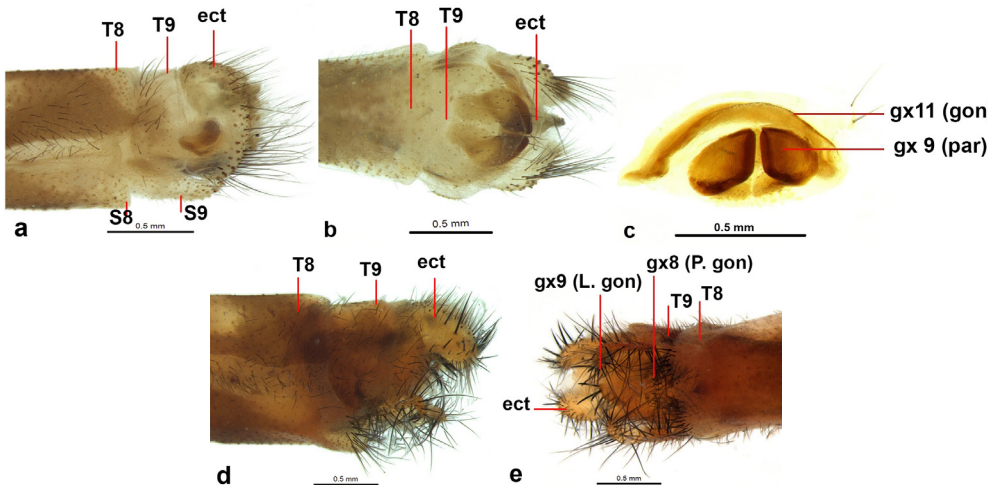 T8 T9 ect
S8 S9
a 0.5 mm
T8 T9 ect
b 0.5 mm
gx11 (gon
gx 9 (par)
0.5 mm
c
T8 T9 ect
d 0.5 mm
gx9 (L. gon) gx8 (P. gon)
T9 T8
ect
e 0.5 mm